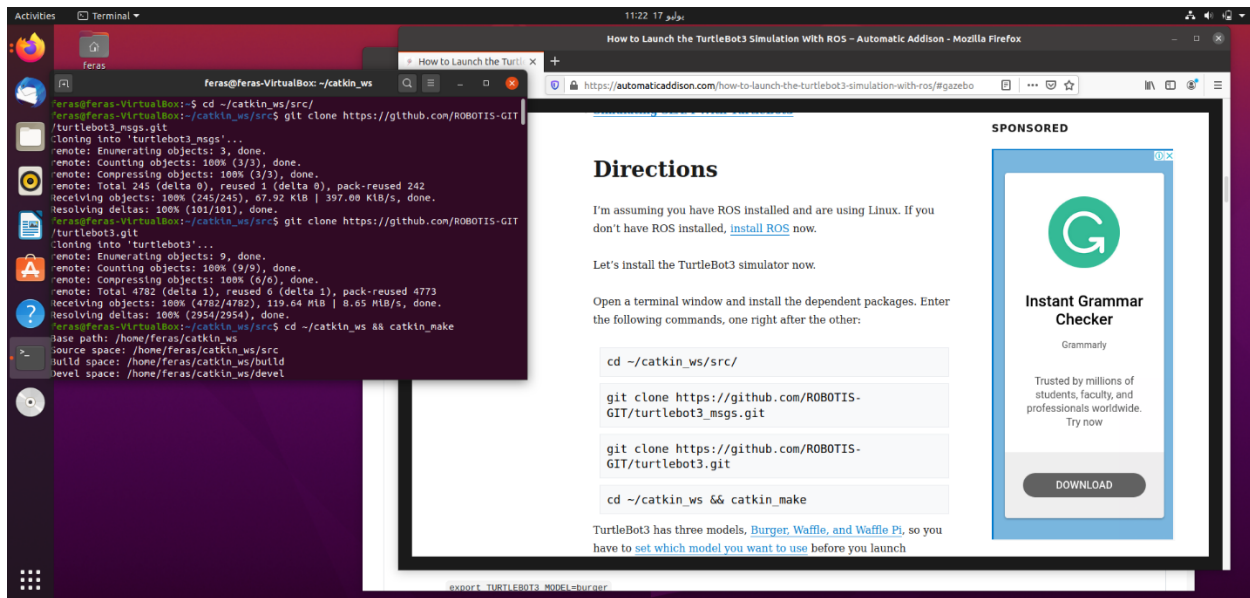 Activities
Terminal
11:22 17 يوليو
feras
feras@feras-VirtualBox: ~/catkin_ws
feras@feras-VirtualBox:~$ cd ~/catkin_ws/src/
feras@feras-VirtualBox:~/catkin_ws/src$ git clone https://github.com/ROBOTIS-GIT
/turtlebot3_msgs.git
Cloning into 'turtlebot3_msgs'...
remote: Enumerating objects: 3, done.
remote: Counting objects: 100% (3/3), done.
remote: Compressing objects: 100% (3/3), done.
remote: Total 245 (delta 0), reused 1 (delta 0), pack-reused 242
Receiving objects: 100% (245/245), 67.92 KiB | 397.00 KiB/s, done.
Resolving deltas: 100% (101/101), done.
feras@feras-VirtualBox:~/catkin_ws/src$ git clone https://github.com/ROBOTIS-GIT
/turtlebot3.git
Cloning into 'turtlebot3'...
remote: Enumerating objects: 9, done.
remote: Counting objects: 100% (9/9), done.
remote: Compressing objects: 100% (6/6), done.
remote: Total 4782 (delta 1), reused 6 (delta 1), pack-reused 4773
Receiving objects: 100% (4782/4782), 119.64 MiB | 8.65 MiB/s, done.
Resolving deltas: 100% (2954/2954), done.
feras@feras-VirtualBox:~/catkin_ws/src$ cd ~/catkin_ws && catkin_make
Base path: /home/feras/catkin_ws
Source space: /home/feras/catkin_ws/src
Build space: /home/feras/catkin_ws/build
Devel space: /home/feras/catkin_ws/devel
How to Launch the TurtleBot3 Simulation With ROS – Automatic Addison - Mozilla Firefox
How to Launch the Turtl
https://automaticaddison.com/how-to-launch-the-turtlebot3-simulation-with-ros/#gazebo
Directions
I'm assuming you have ROS installed and are using Linux. If you
don't have ROS installed, install ROS now.
Let's install the TurtleBot3 simulator now.
Open a terminal window and install the dependent packages. Enter
the following commands, one right after the other:
cd ~/catkin_ws/src/
git clone https://github.com/ROBOTIS-
GIT/turtlebot3_msgs.git
git clone https://github.com/ROBOTIS-
GIT/turtlebot3.git
cd ~/catkin_ws && catkin_make
TurtleBot3 has three models, Burger, Waffle, and Waffle Pi, so you
have to set which model you want to use before you launch
SPONSORED
Instant Grammar
Checker
Grammarly
Trusted by millions of
students, faculty, and
professionals worldwide.
Try now
DOWNLOAD
export TURTLEBOT3_MODEL=burger